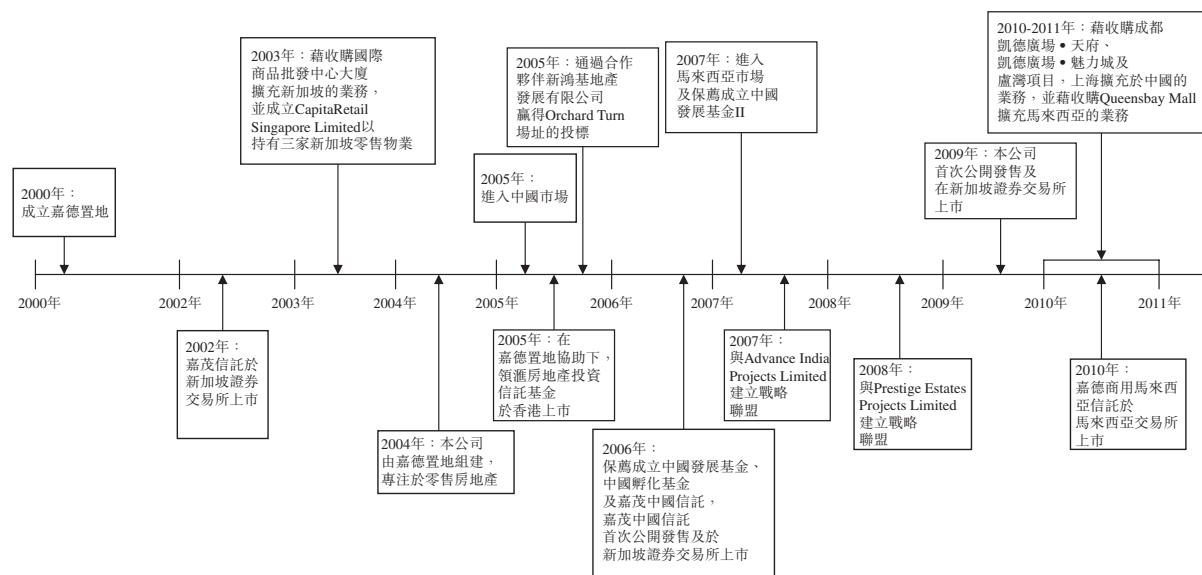 2000年：
成立嘉德置地
2003年：藉收購國際
商品批發中心大廈
擴充新加坡的業務，
並成立CapitaRetail
Singapore Limited以
持有三家新加坡零售物業
2005年：
進入中國市場
2005年：通過合作
夥伴新鴻基地產
發展有限公司
贏得Orchard Turn
場址的投標
2007年：進入
馬來西亞市場
及保薦成立中國
發展基金II
2009年：本公司
首次公開發售及
在新加坡證券交易所
上市
2010-2011年：藉收購成都
凱德廣場•天府、
凱德廣場•魅力城及
盧灣項目，上海擴充於中國的
業務，並藉收購Queensbay Mall
擴充馬來西亞的業務
2000年
2002年
2003年
2004年
2005年
2006年
2007年
2008年
2009年
2010年
2011年
2002年：
嘉茂信託於
新加坡證券
交易所上市
2004年：本公司
由嘉德置地組建，
專注於零售房地產
2005年：在
嘉德置地協助下，
領滙房地產投資
信託基金
於香港上市
2006年：
保薦成立中國發展基金、
中國孵化基金
及嘉茂中國信託，
嘉茂中國信託
首次公開發售及於
新加坡證券交易所上市
2007年：
與Advance India
Projects Limited
建立戰略
聯盟
2008年：
與Prestige Estates
Projects Limited
建立戰略
聯盟
2010年：
嘉德商用馬來西
亞信託於
馬來西亞交易所
上市